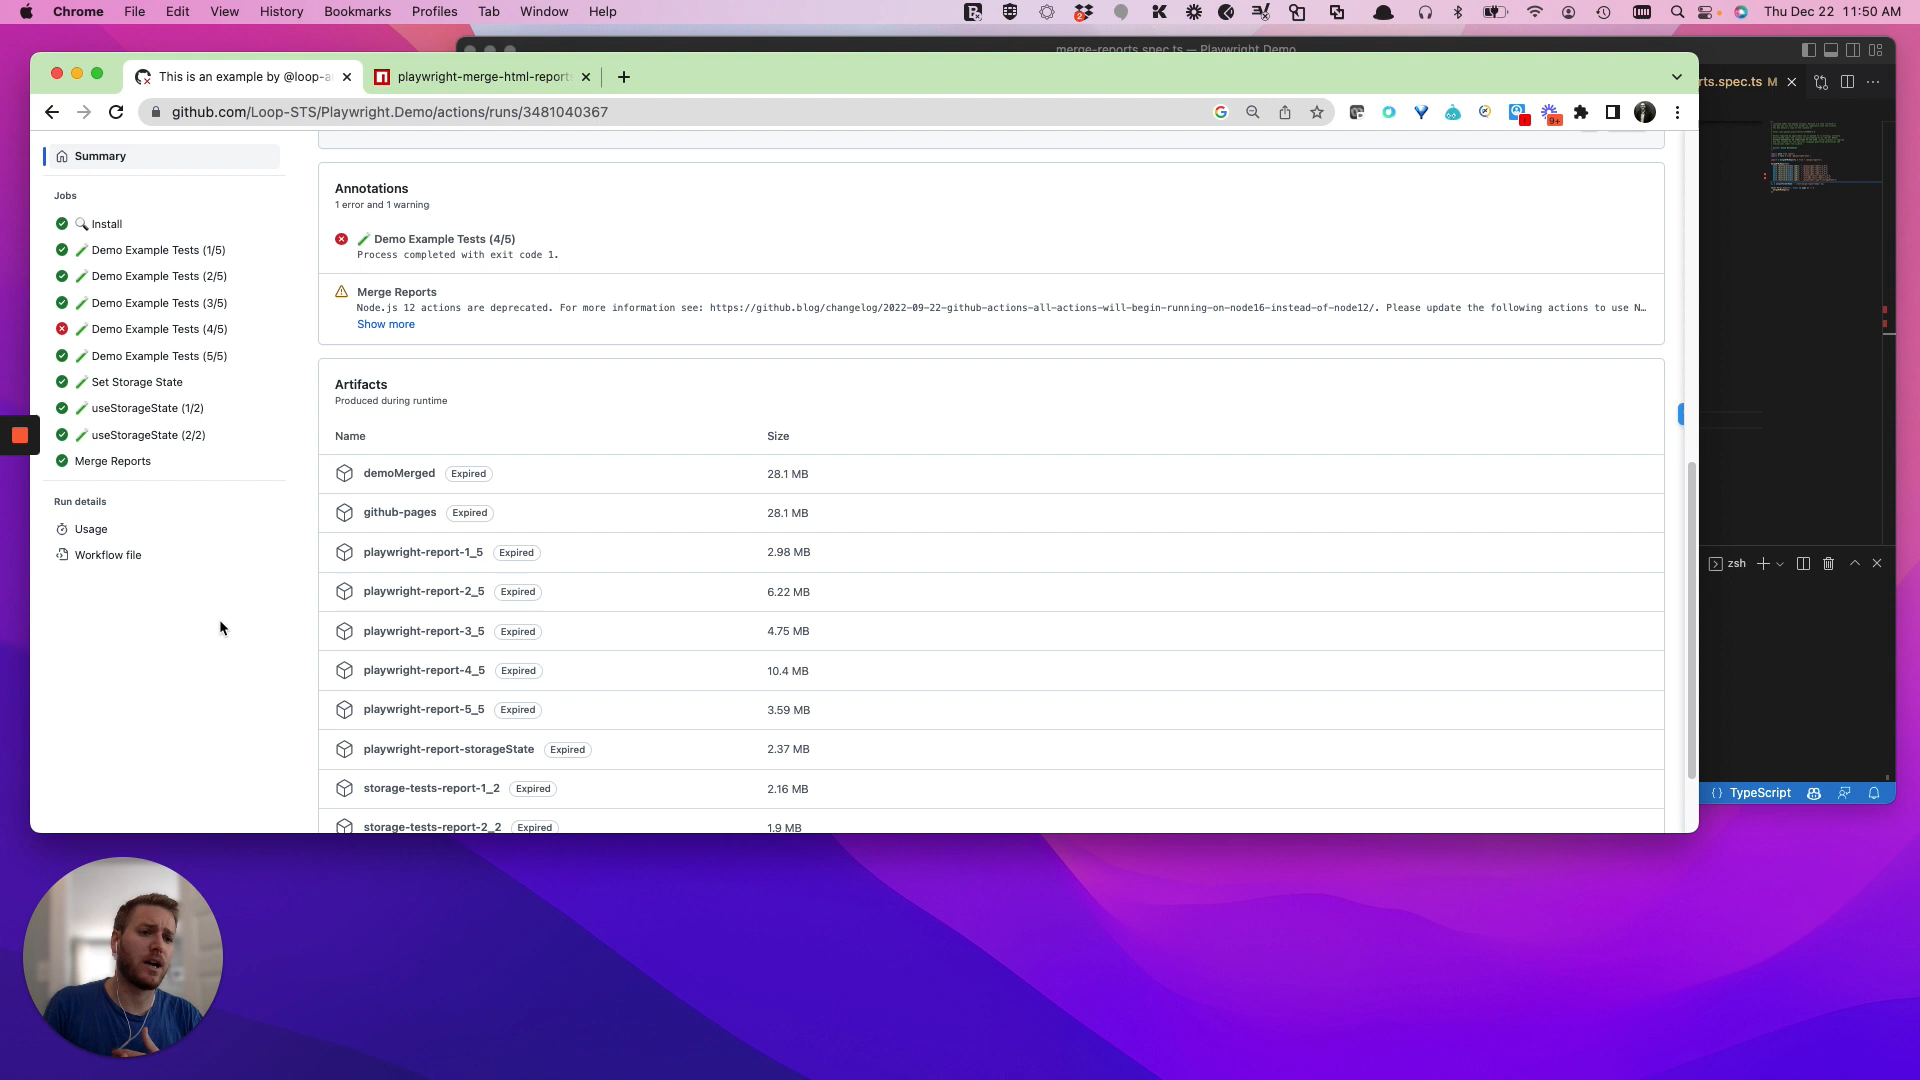 Chrome File Edit View History Bookmarks Profiles Tab Window Help
2
Thu Dec 22 11:50 AM
merge-reports.spec.ts — Playwright Demo
This is an example by @loop-a
playwright-merge-html-report
rts.spec.ts M
github.com/Loop-STS/Playwright.Demo/actions/runs/3481040367
9+
Summary
Jobs
Install
Demo Example Tests (1/5)
Demo Example Tests (2/5)
Demo Example Tests (3/5)
Demo Example Tests (4/5)
Demo Example Tests (5/5)
Set Storage State
useStorageState (1/2)
useStorageState (2/2)
Merge Reports
Run details
Usage
Workflow file
Annotations
1 error and 1 warning
Demo Example Tests (4/5)
Process completed with exit code 1.
Merge Reports
Node.js 12 actions are deprecated. For more information see: https://github.blog/changelog/2022-09-22-github-actions-all-actions-will-begin-running-on-node16-instead-of-node12/. Please update the following actions to use N…
Show more
Artifacts
Produced during runtime
Name Size
demoMerged Expired 28.1 MB
github-pages Expired 28.1 MB
playwright-report-1_5 Expired 2.98 MB
playwright-report-2_5 Expired 6.22 MB
playwright-report-3_5 Expired 4.75 MB
playwright-report-4_5 Expired 10.4 MB
playwright-report-5_5 Expired 3.59 MB
playwright-report-storageState Expired 2.37 MB
storage-tests-report-1_2 Expired 2.16 MB
storage-tests-report-2_2 Expired 1.9 MB
zsh
{} TypeScript